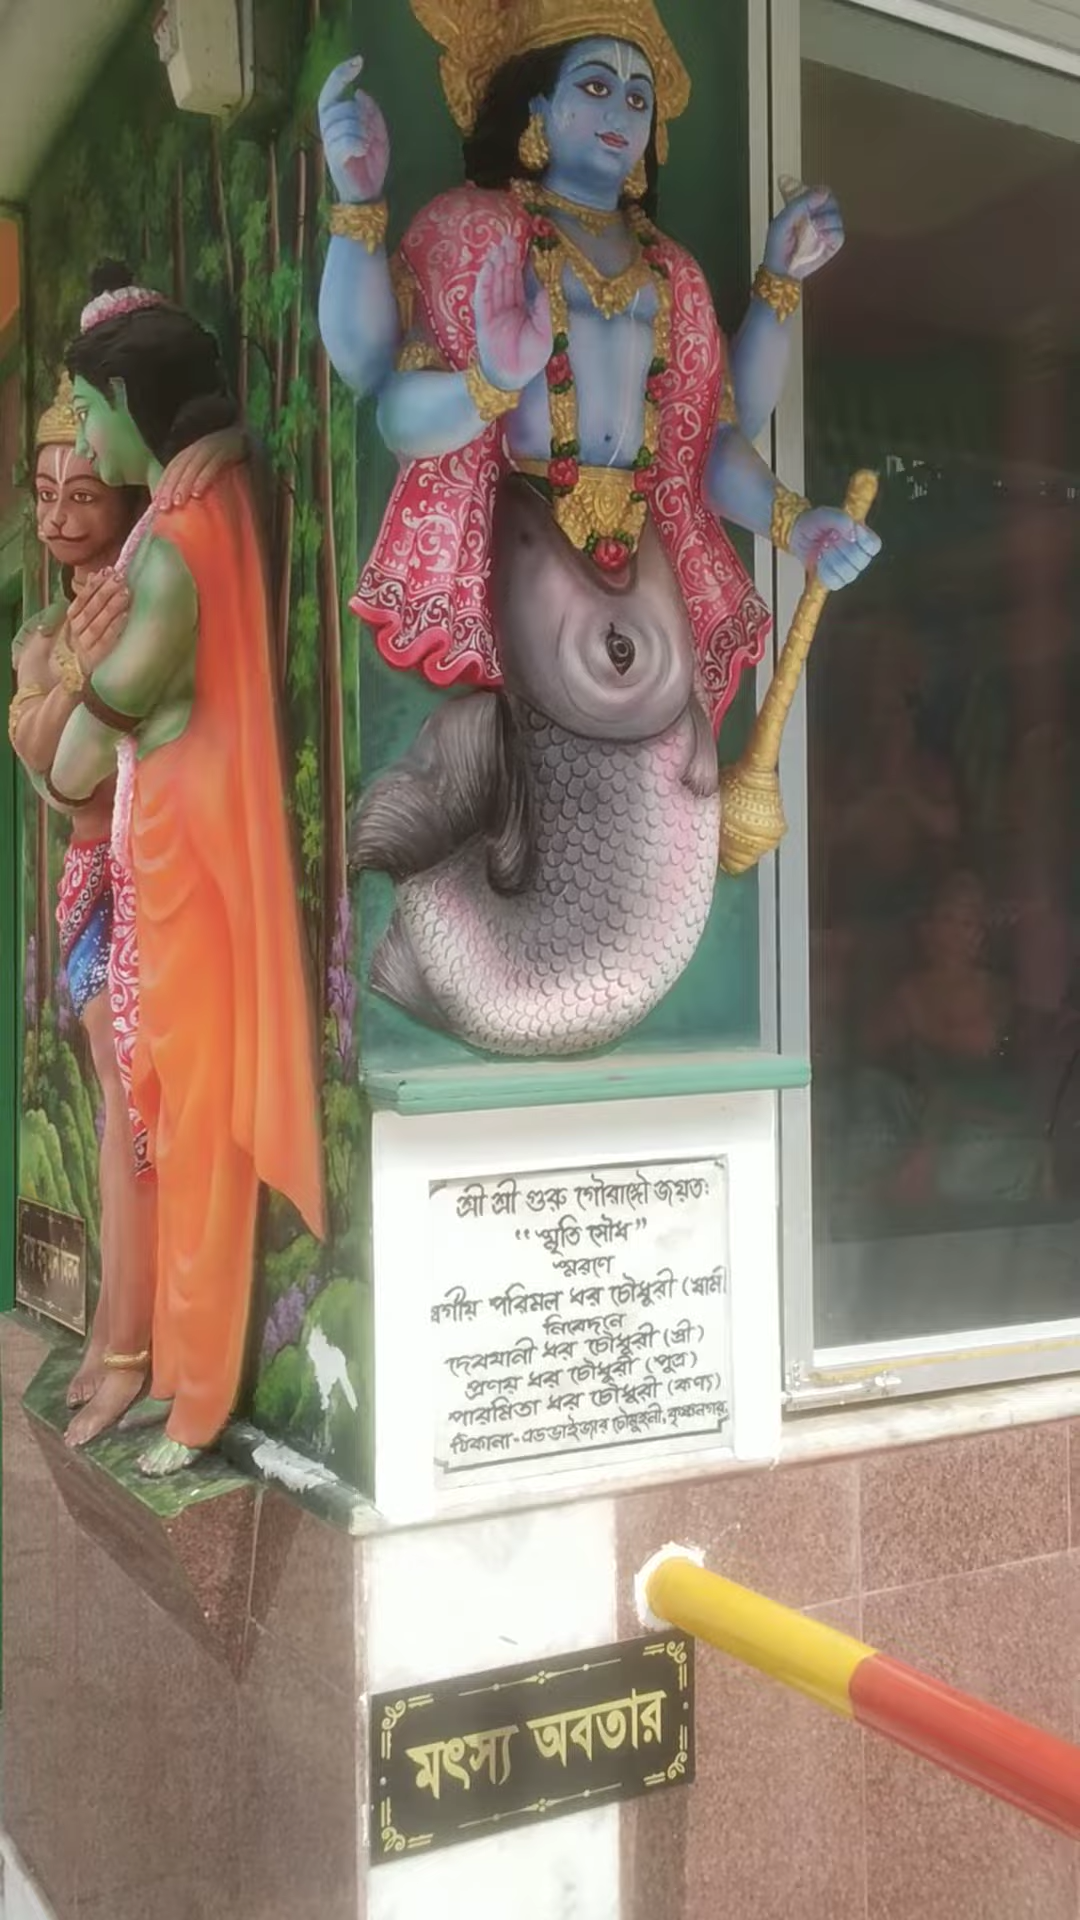 শ্রী শ্রী গুরু গৌরাঙ্গৌ জয়তঃ
“স্মৃতি সৌধ”
স্মরণে
স্বর্গীয় পরিমল ধর চৌধুরী (স্বামী)
নিবেদনে
দেবযানী ধর চৌধুরী (স্ত্রী)
প্রণয় ধর চৌধুরী (পুত্র)
পারমিতা ধর চৌধুরী (কণ্যা)
ঠিকানা-এডভাইজার চৌমুহনী, কৃষ্ণনগর,
মৎস্য অবতার